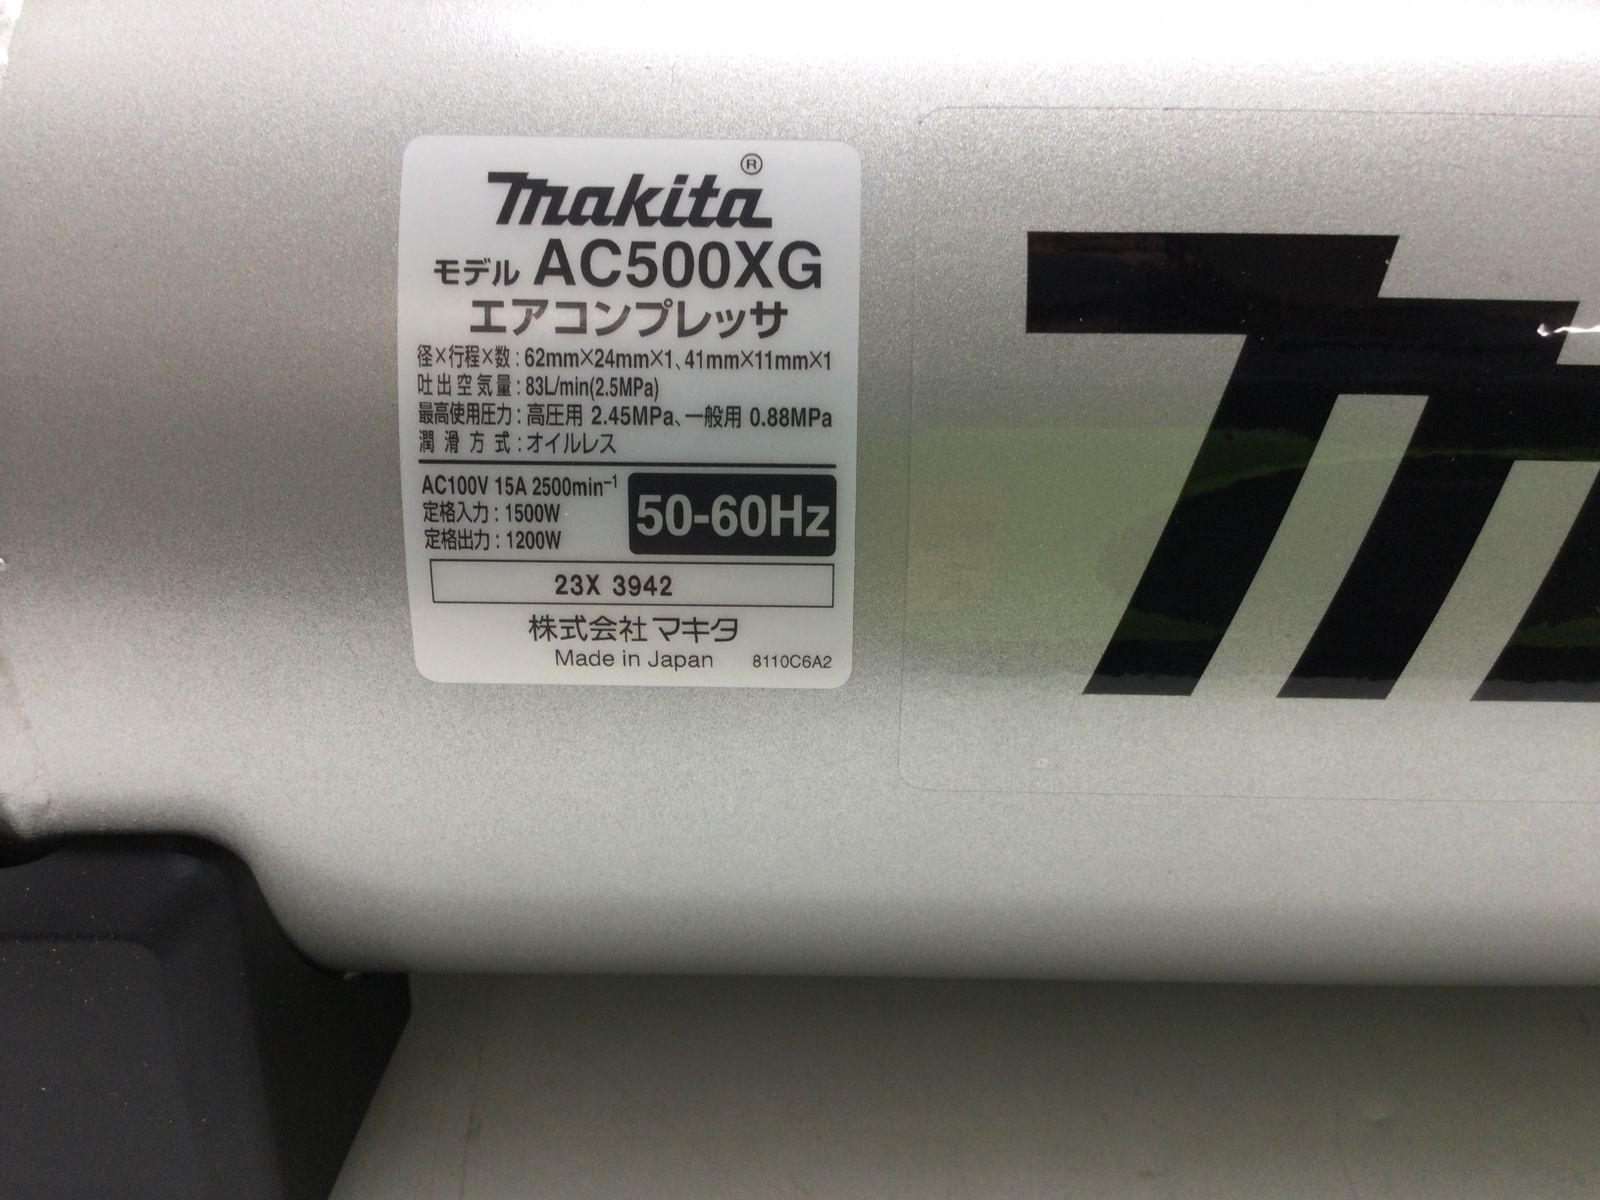 makita®
モデル AC500XG
エアコンプレッサ
径×行程×数:62mm×24mm×1、41mm×11mm×1
吐出空気量:83L/min(2.5MPa)
最高使用圧力:高圧用 2.45MPa、一般用 0.88MPa
潤滑方式:オイルレス
AC100V 15A 2500min⁻¹
定格入力:1500W
定格出力:1200W
50-60Hz
23X 3942
株式会社マキタ
Made in Japan 8110C6A2